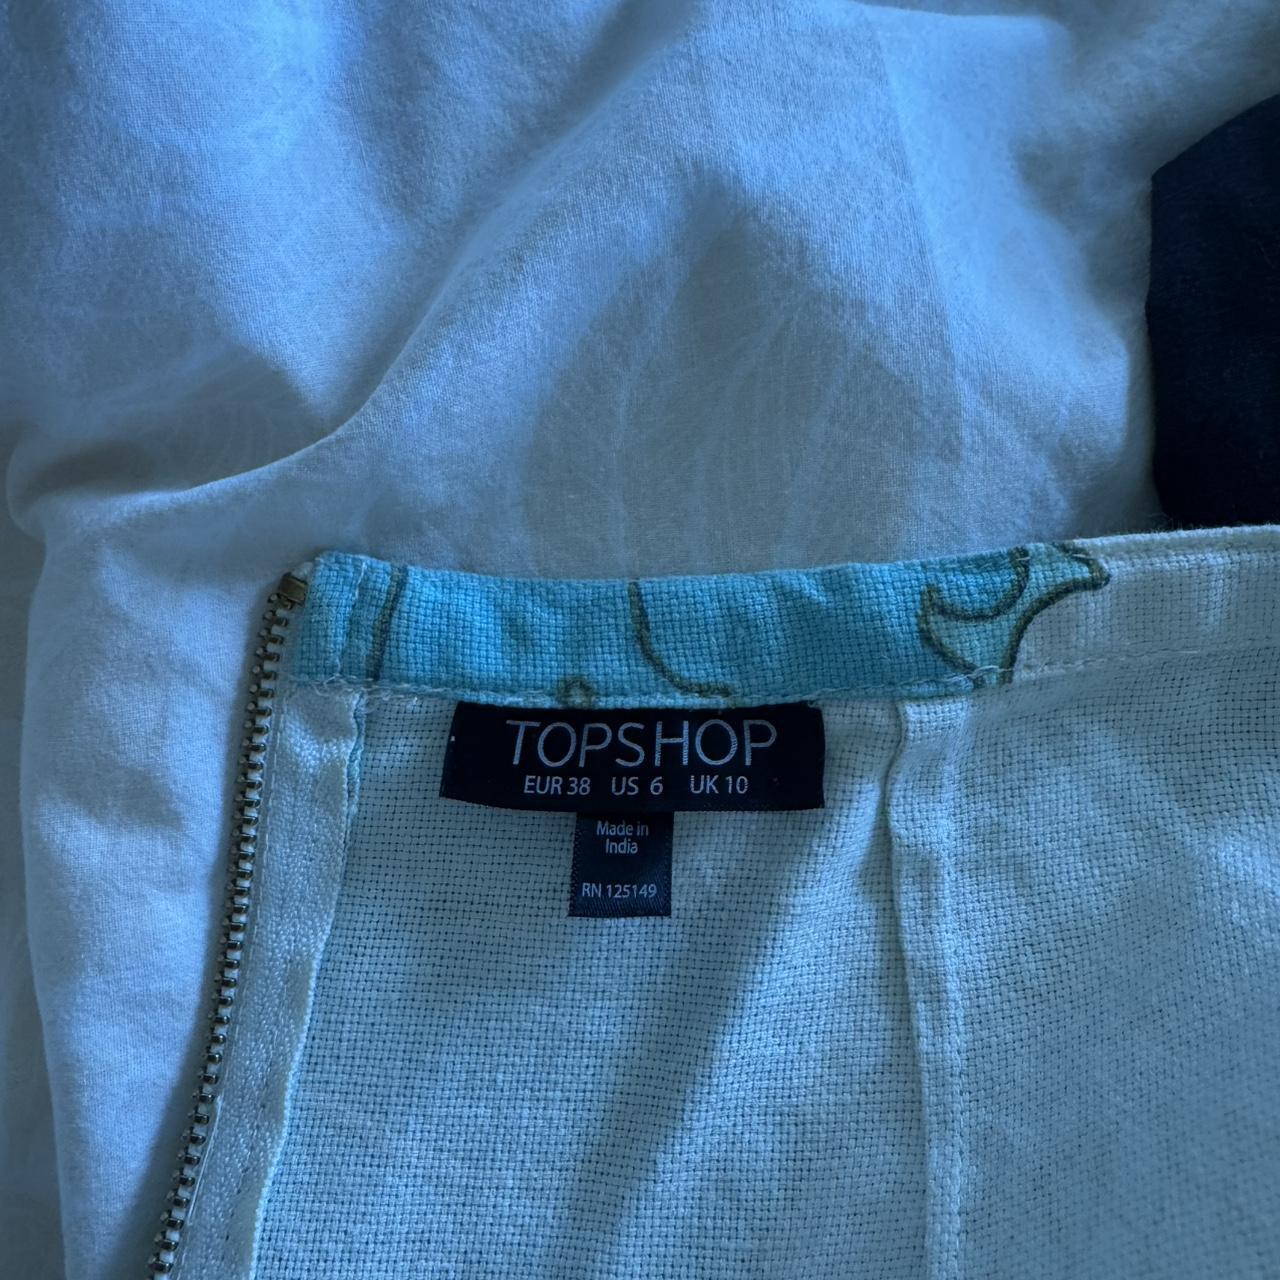 TOPSHOP
EUR 38 US 6 UK 10
Made in
India
RN 125149